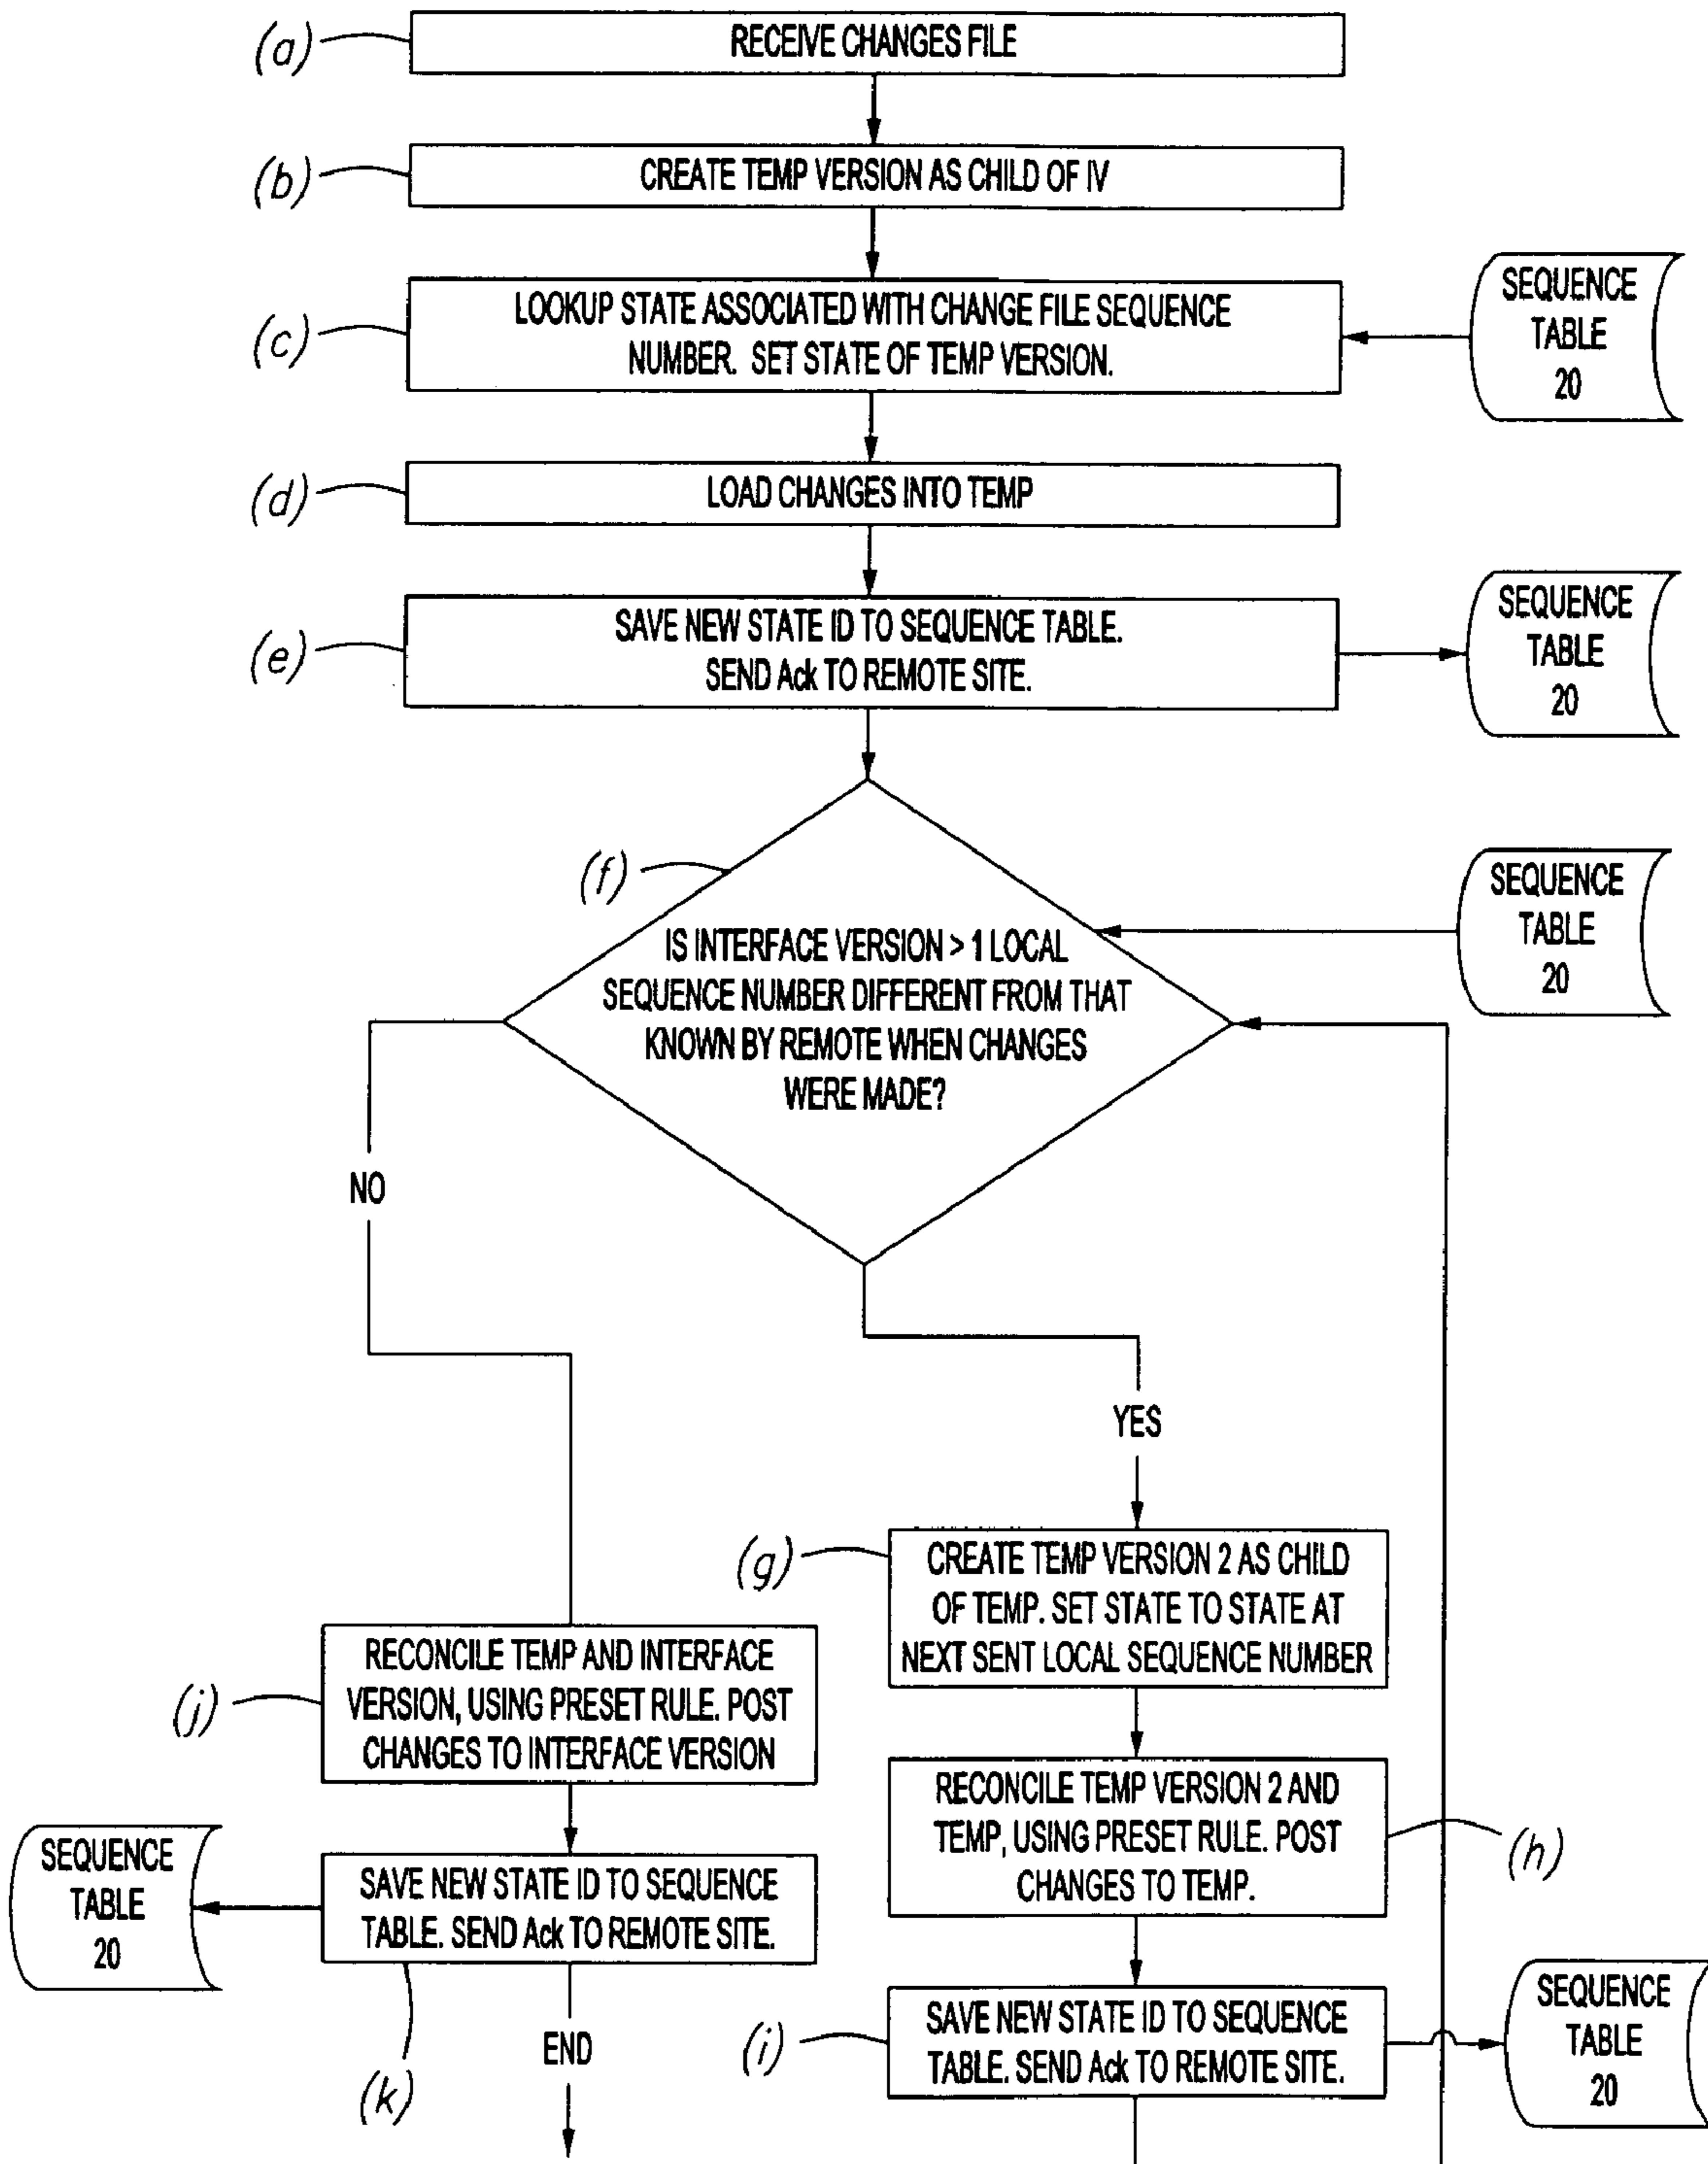 (a)
RECEIVE CHANGES FILE
(b)
CREATE TEMP VERSION AS CHILD OF IV
(c)
LOOKUP STATE ASSOCIATED WITH CHANGE FILE SEQUENCE
NUMBER. SET STATE OF TEMP VERSION.
SEQUENCE
TABLE
20
(d)
LOAD CHANGES INTO TEMP
(e)
SAVE NEW STATE ID TO SEQUENCE TABLE.
SEND Ack TO REMOTE SITE.
SEQUENCE
TABLE
20
(f)
IS INTERFACE VERSION > 1 LOCAL
SEQUENCE NUMBER DIFFERENT FROM THAT
KNOWN BY REMOTE WHEN CHANGES
WERE MADE?
SEQUENCE
TABLE
20
NO
YES
(g)
CREATE TEMP VERSION 2 AS CHILD
OF TEMP. SET STATE TO STATE AT
NEXT SENT LOCAL SEQUENCE NUMBER
(j)
RECONCILE TEMP AND INTERFACE
VERSION, USING PRESET RULE. POST
CHANGES TO INTERFACE VERSION
RECONCILE TEMP VERSION 2 AND
TEMP, USING PRESET RULE. POST
CHANGES TO TEMP.
(h)
SEQUENCE
TABLE
20
SAVE NEW STATE ID TO SEQUENCE
TABLE. SEND Ack TO REMOTE SITE.
(k)
END
(i)
SAVE NEW STATE ID TO SEQUENCE
TABLE. SEND Ack TO REMOTE SITE.
SEQUENCE
TABLE
20